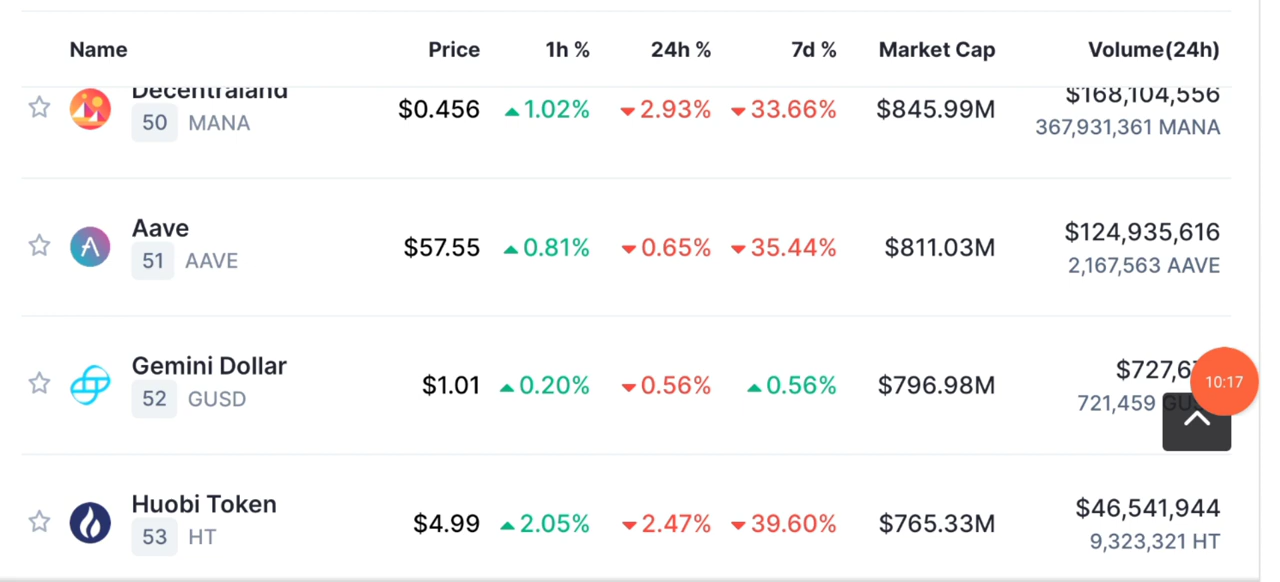 Name Price 1h % 24h % 7d % Market Cap Volume(24h)
Decentraland
$0.456 1.02% 2.93% 33.66% $845.99M $168,104,556
50 MANA 367,931,361 MANA
Aave
$57.55 0.81% 0.65% 35.44% $811.03M $124,935,616
51 AAVE 2,167,563 AAVE
Gemini Dollar
$1.01 0.20% 0.56% 0.56% $796.98M
52 GUSD 721,459 GUSD
10:17
Huobi Token
$4.99 2.05% 2.47% 39.60% $765.33M $46,541,944
53 HT 9,323,321 HT